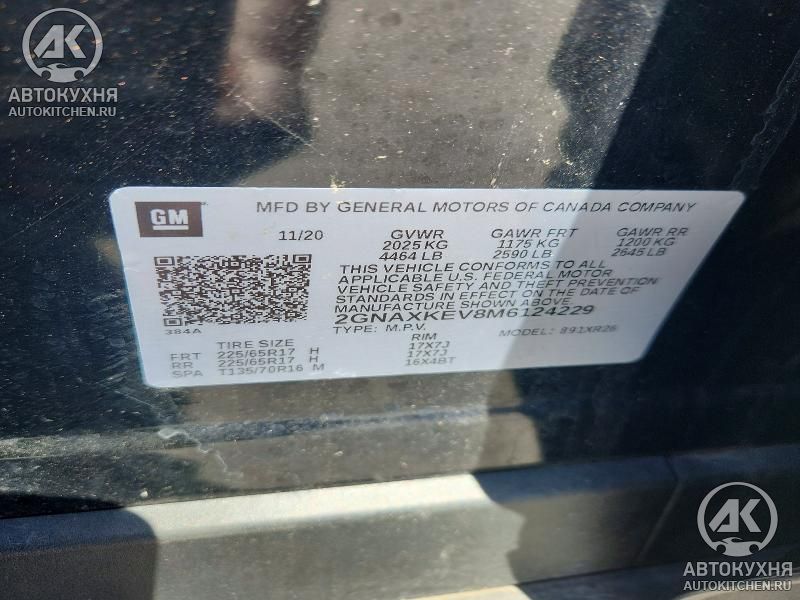 АК
АВТОКУХНЯ
AUTOKITCHEN.RU
GM
MFD BY GENERAL MOTORS OF CANADA COMPANY
11/20 GVWR GAWR FRT GAWR RR
2025 KG 1175 KG 1200 KG
4464 LB 2590 LB 2645 LB
THIS VEHICLE CONFORMS TO ALL
APPLICABLE U.S. FEDERAL MOTOR
VEHICLE SAFETY AND THEFT PREVENTION
STANDARDS IN EFFECT ON THE DATE OF
MANUFACTURE SHOWN ABOVE
2GNAXKEV8M6124229
384A
TYPE: M.P.V. MODEL: 891XR26
TIRE SIZE RIM
FRT 225/65R17 H 17X7J
RR 225/65R17 H 17X7J
SPA T135/70R16 M 16X4BT
АК
АВТОКУХНЯ
AUTOKITCHEN.RU